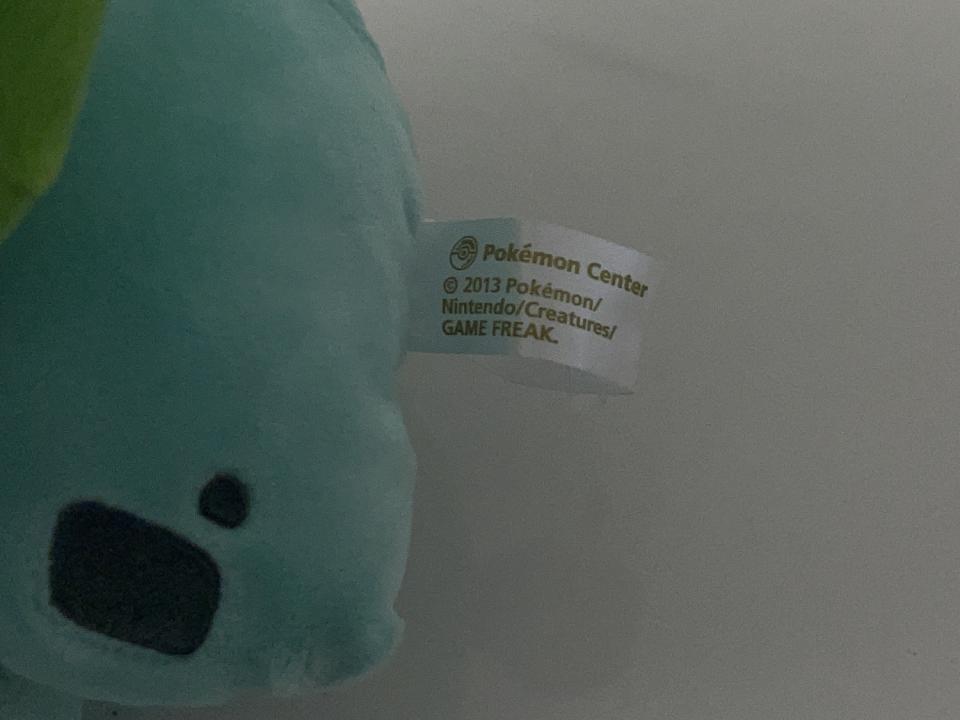 Pokémon Center
© 2013 Pokémon/
Nintendo/Creatures/
GAME FREAK.